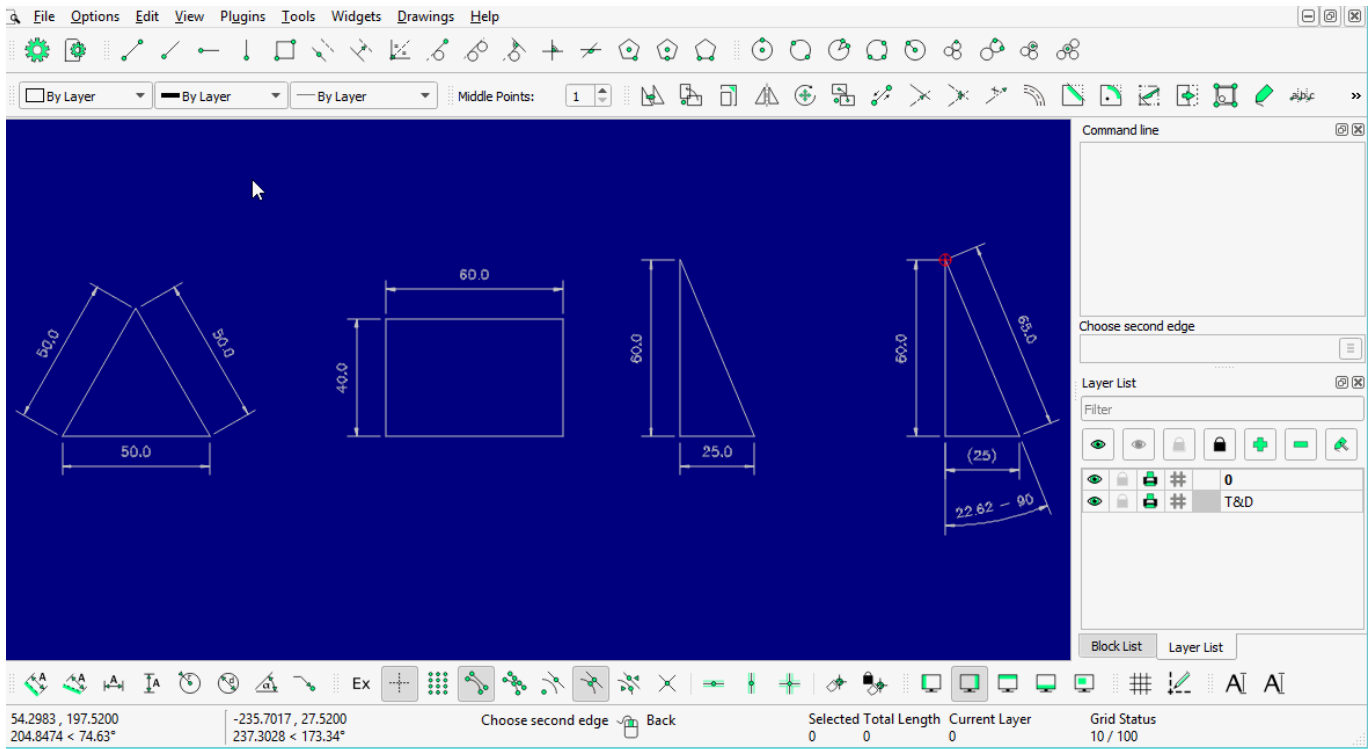 File Options Edit View Plugins Tools Widgets Drawings Help
By Layer By Layer By Layer Middle Points: 1 abc »
Command line
Choose second edge
Layer List
Filter
0
T&D
Block List Layer List
50.0
50.0
50.0
60.0
40.0
60.0
25.0
60.0
65.0
(25)
22.62 - 90
A A A A α Ex A A
54.2983 , 197.5200
204.8474 < 74.63°
-235.7017 , 27.5200
237.3028 < 173.34°
Choose second edge Back
Selected Total Length Current Layer
0 0 0
Grid Status
10 / 100